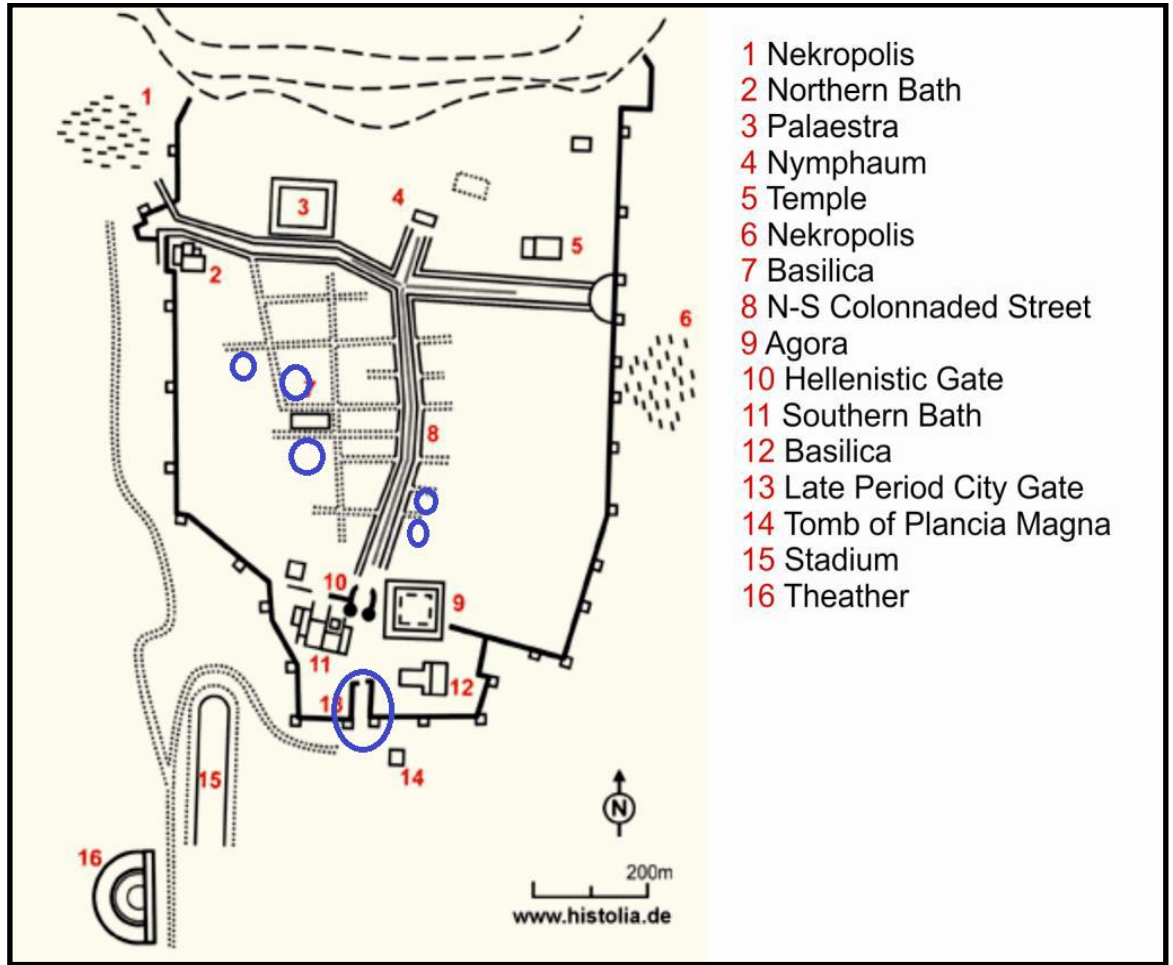 1
2
3
4
5
6
7
8
9
10
11
12
13
14
15
16
N
200m
www.histolia.de
1 Nekropolis
2 Northern Bath
3 Palaestra
4 Nymphaum
5 Temple
6 Nekropolis
7 Basilica
8 N-S Colonnaded Street
9 Agora
10 Hellenistic Gate
11 Southern Bath
12 Basilica
13 Late Period City Gate
14 Tomb of Plancia Magna
15 Stadium
16 Theather